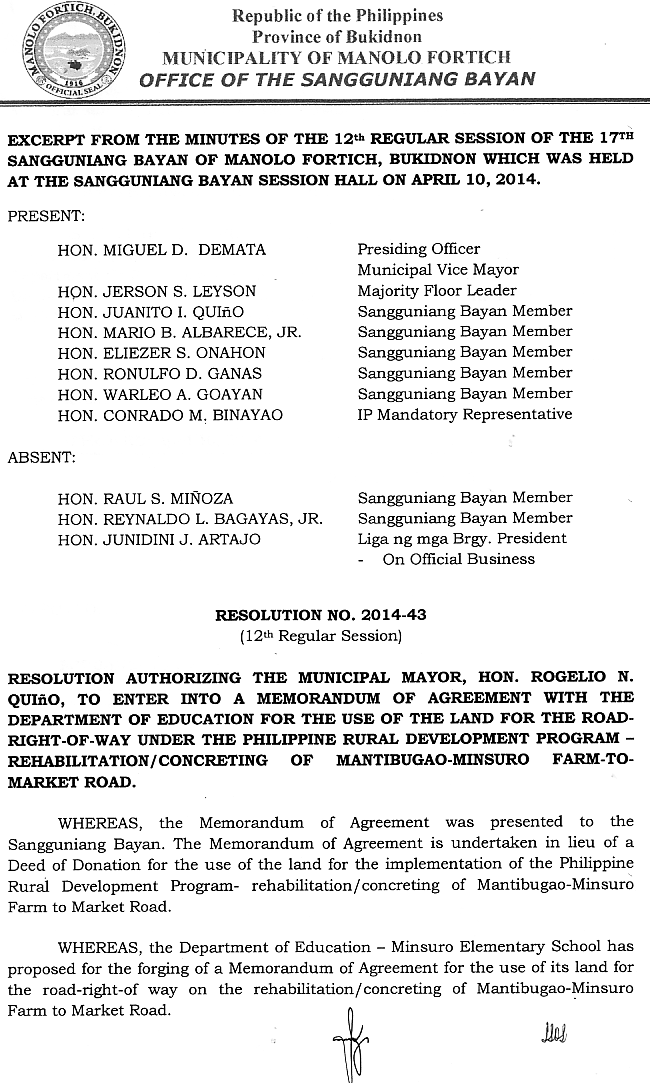 MANOLO FORTICH, BUKIDNON
1916
OFFICIAL SEAL
Republic of the Philippines
Province of Bukidnon
MUNICIPALITY OF MANOLO FORTICH
OFFICE OF THE SANGGUNIANG BAYAN
EXCERPT FROM THE MINUTES OF THE 12th REGULAR SESSION OF THE 17TH
SANGGUNIANG BAYAN OF MANOLO FORTICH, BUKIDNON WHICH WAS HELD
AT THE SANGGUNIANG BAYAN SESSION HALL ON APRIL 10, 2014.
PRESENT:
HON. MIGUEL D. DEMATA Presiding Officer
Municipal Vice Mayor
HON. JERSON S. LEYSON Majority Floor Leader
HON. JUANITO I. QUIñO Sangguniang Bayan Member
HON. MARIO B. ALBARECE, JR. Sangguniang Bayan Member
HON. ELIEZER S. ONAHON Sangguniang Bayan Member
HON. RONULFO D. GANAS Sangguniang Bayan Member
HON. WARLEO A. GOAYAN Sangguniang Bayan Member
HON. CONRADO M. BINAYAO IP Mandatory Representative
ABSENT:
HON. RAUL S. MIÑOZA Sangguniang Bayan Member
HON. REYNALDO L. BAGAYAS, JR. Sangguniang Bayan Member
HON. JUNIDINI J. ARTAJO Liga ng mga Brgy. President
- On Official Business
RESOLUTION NO. 2014-43
(12th Regular Session)
RESOLUTION AUTHORIZING THE MUNICIPAL MAYOR, HON. ROGELIO N.
QUIñO, TO ENTER INTO A MEMORANDUM OF AGREEMENT WITH THE
DEPARTMENT OF EDUCATION FOR THE USE OF THE LAND FOR THE ROAD-
RIGHT-OF-WAY UNDER THE PHILIPPINE RURAL DEVELOPMENT PROGRAM –
REHABILITATION/CONCRETING OF MANTIBUGAO-MINSURO FARM-TO-
MARKET ROAD.
WHEREAS, the Memorandum of Agreement was presented to the
Sangguniang Bayan. The Memorandum of Agreement is undertaken in lieu of a
Deed of Donation for the use of the land for the implementation of the Philippine
Rural Development Program- rehabilitation/concreting of Mantibugao-Minsuro
Farm to Market Road.
WHEREAS, the Department of Education – Minsuro Elementary School has
proposed for the forging of a Memorandum of Agreement for the use of its land for
the road-right-of way on the rehabilitation/concreting of Mantibugao-Minsuro
Farm to Market Road.